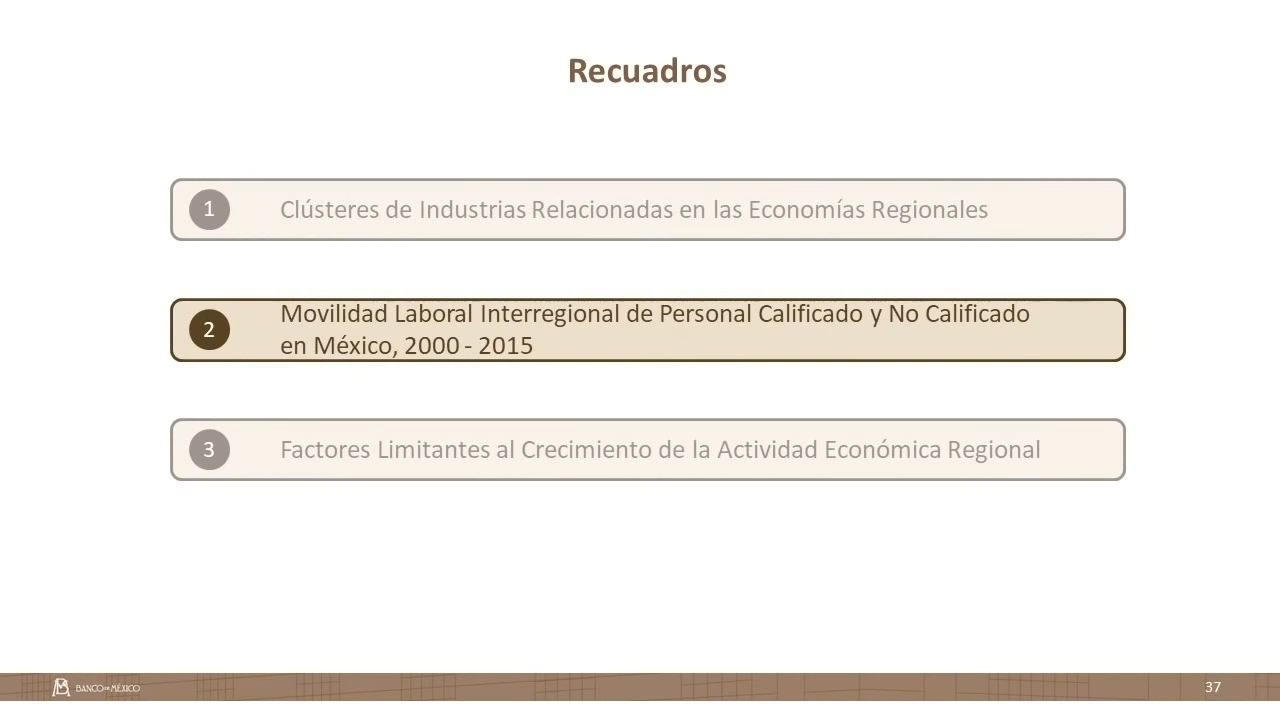 Recuadros
1 Clústeres de Industrias Relacionadas en las Economías Regionales
2 Movilidad Laboral Interregional de Personal Calificado y No Calificado
en México, 2000 - 2015
3 Factores Limitantes al Crecimiento de la Actividad Económica Regional
BANCO DE MÉXICO
37